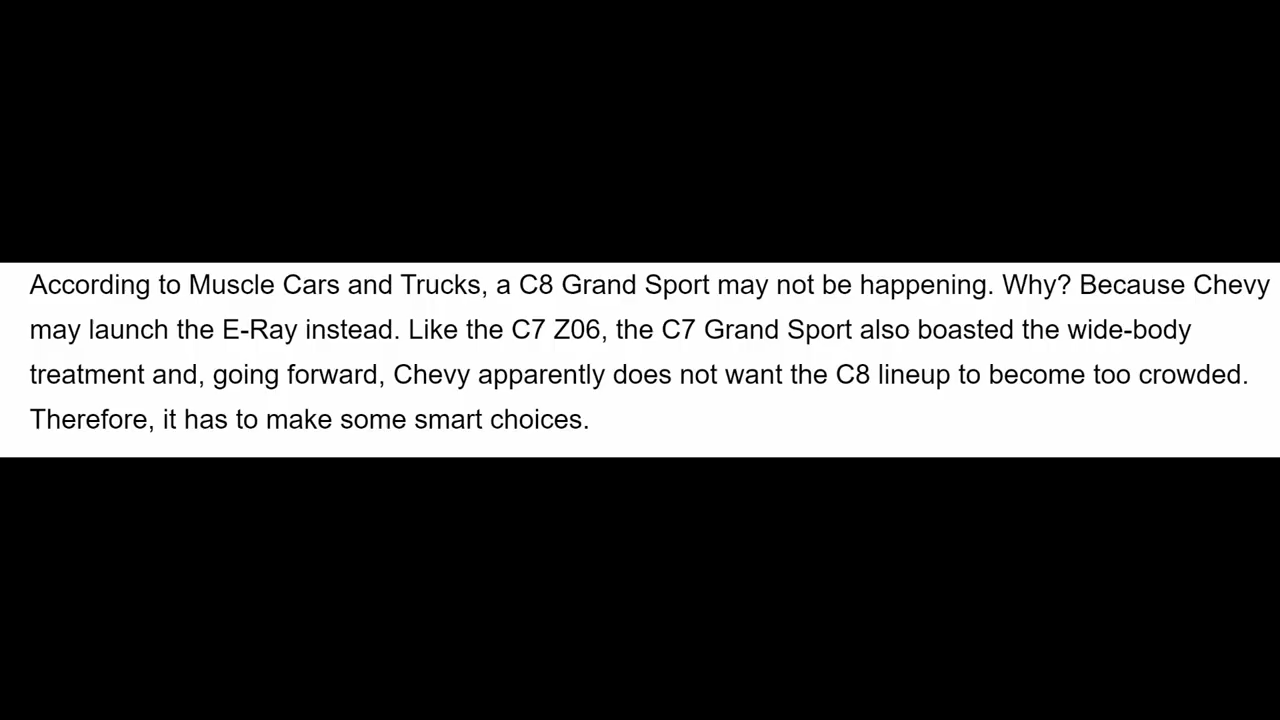 According to Muscle Cars and Trucks, a C8 Grand Sport may not be happening. Why? Because Chevy
may launch the E-Ray instead. Like the C7 Z06, the C7 Grand Sport also boasted the wide-body
treatment and, going forward, Chevy apparently does not want the C8 lineup to become too crowded.
Therefore, it has to make some smart choices.